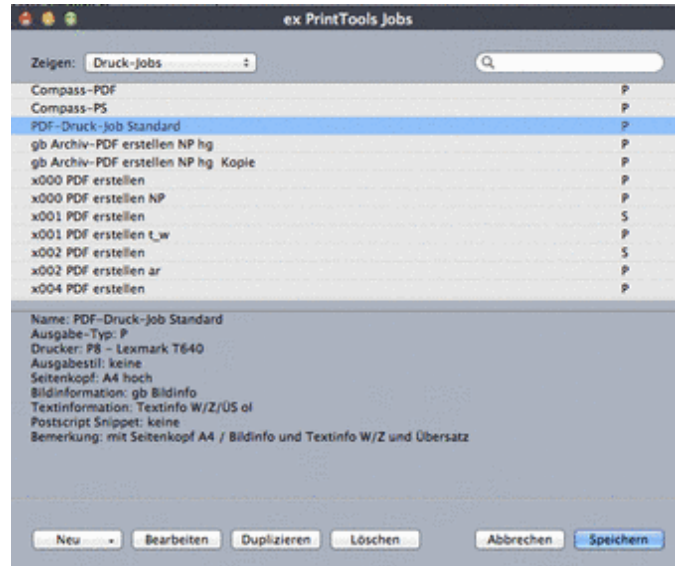 ex PrintTools Jobs
Zeigen: Druck-Jobs
Compass-PDF P
Compass-PS P
PDF-Druck-Job Standard P
gb Archiv-PDF erstellen NP hg P
gb Archiv-PDF erstellen NP hg Kopie P
x000 PDF erstellen P
x000 PDF erstellen NP P
x001 PDF erstellen S
x001 PDF erstellen t_w P
x002 PDF erstellen S
x002 PDF erstellen ar P
x004 PDF erstellen P
Name: PDF-Druck-Job Standard
Ausgabe-Typ: P
Drucker: P8 - Lexmark T640
Ausgabestil: keine
Seitenkopf: A4 hoch
Bildinformation: gb Bildinfo
Textinformation: Textinfo W/Z/ÜS ol
Postscript Snippet: keine
Bemerkung: mit Seitenkopf A4 / Bildinfo und Textinfo W/Z und Übersatz
Neu Bearbeiten Duplizieren Löschen Abbrechen Speichern